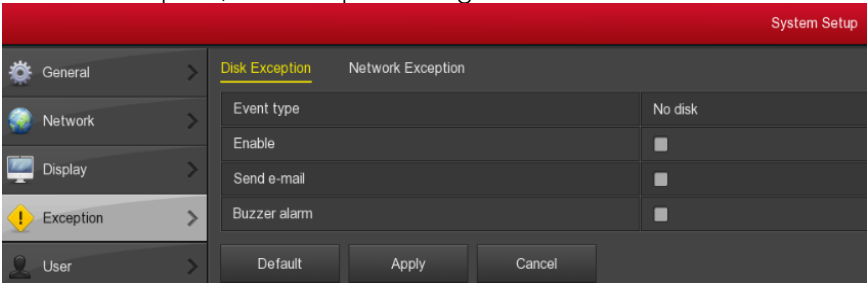 System Setup
General
Disk Exception Network Exception
Event type No disk
Network
Enable
Display
Send e-mail
Exception
Buzzer alarm
User
Default Apply Cancel